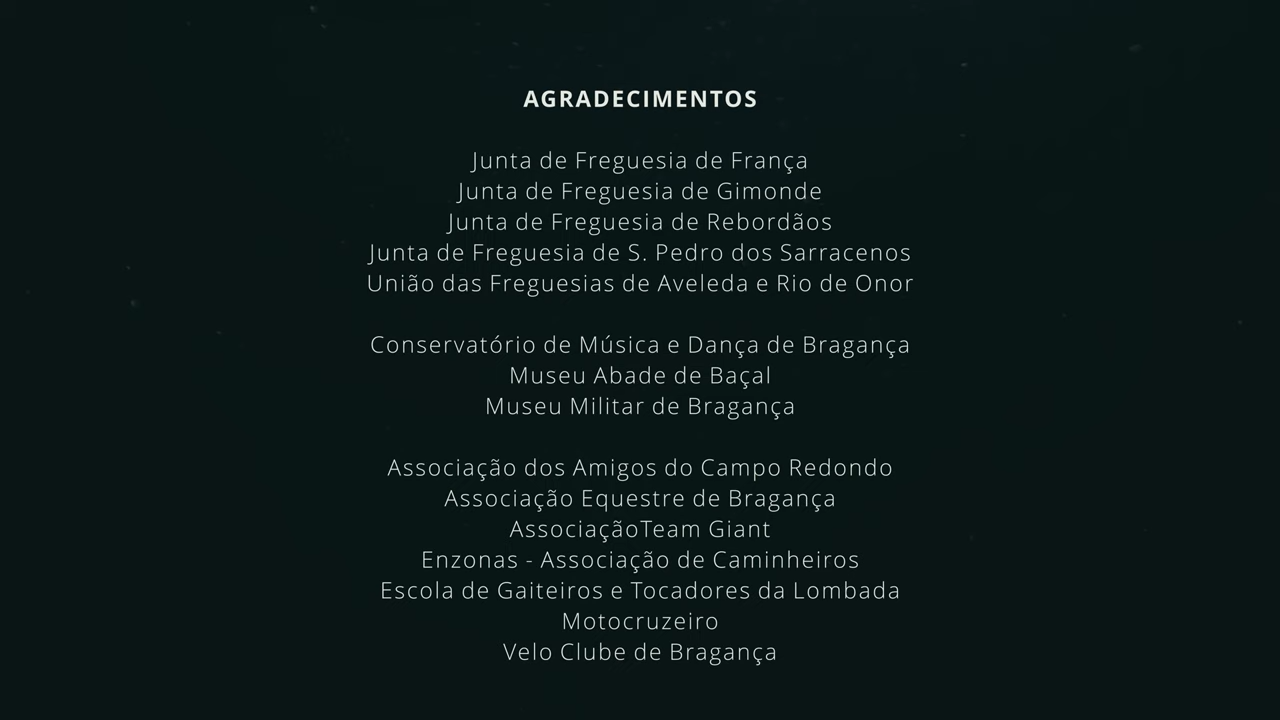 AGRADECIMENTOS
Junta de Freguesia de França
Junta de Freguesia de Gimonde
Junta de Freguesia de Rebordãos
Junta de Freguesia de S. Pedro dos Sarracenos
União das Freguesias de Aveleda e Rio de Onor
Conservatório de Música e Dança de Bragança
Museu Abade de Baçal
Museu Militar de Bragança
Associação dos Amigos do Campo Redondo
Associação Equestre de Bragança
AssociaçãoTeam Giant
Enzonas - Associação de Caminheiros
Escola de Gaiteiros e Tocadores da Lombada
Motocruzeiro
Velo Clube de Bragança